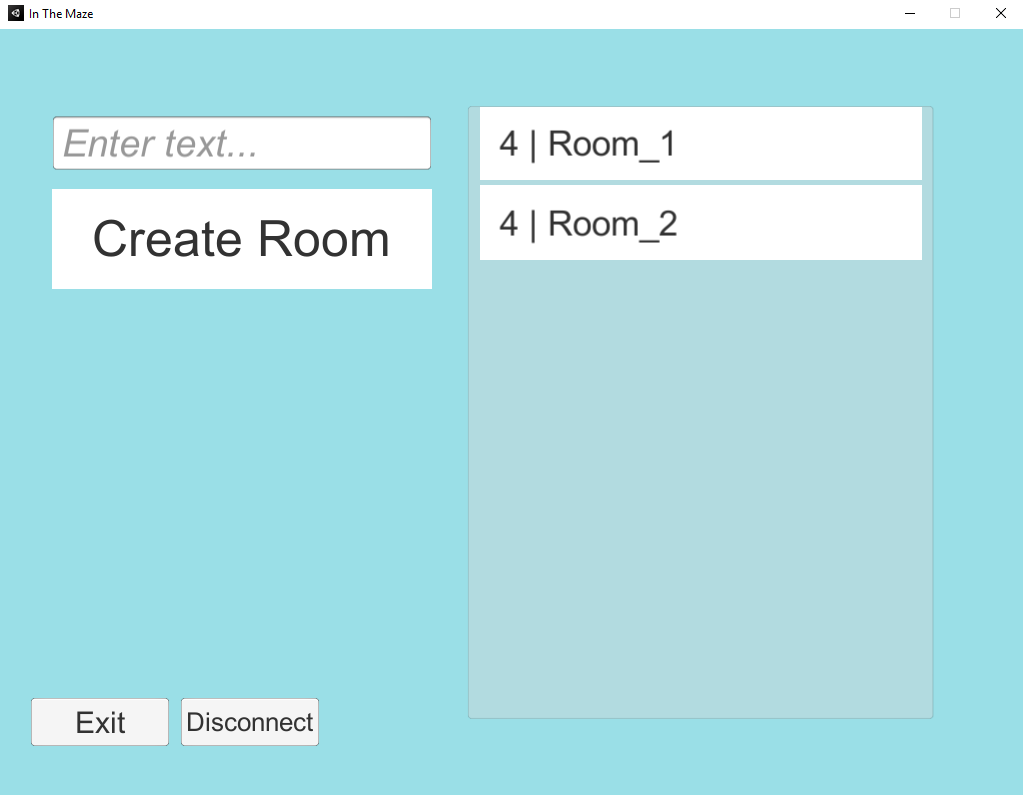 In The Maze
Enter text...
Create Room
4 | Room_1
4 | Room_2
Exit
Disconnect